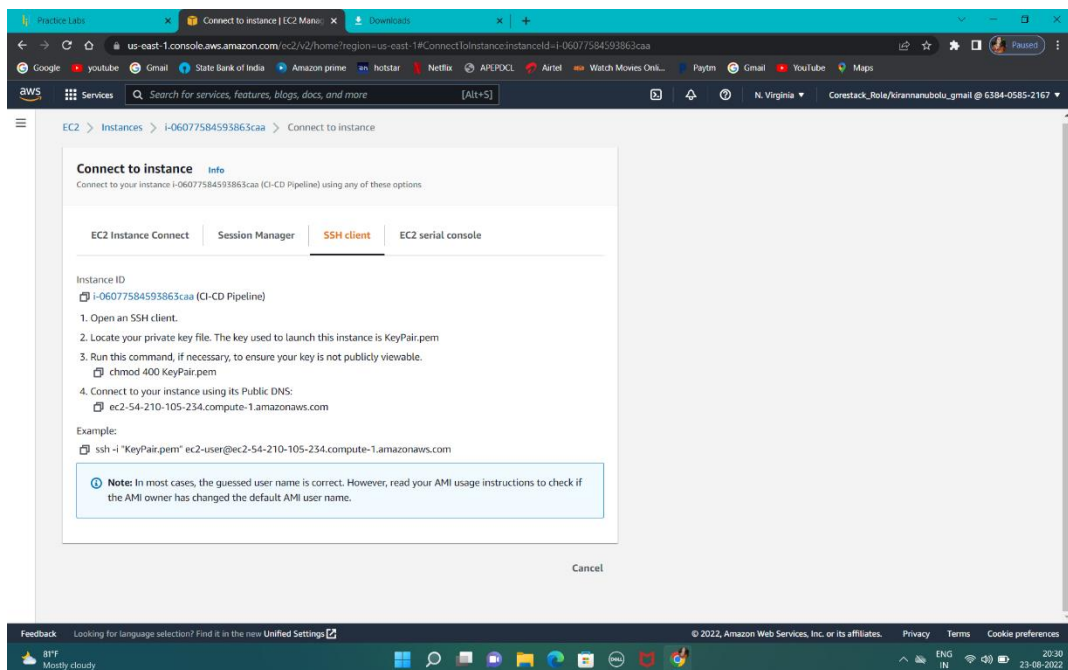 Practice Labs
Connect to instance | EC2 Manag
Downloads
us-east-1.console.aws.amazon.com/ec2/v2/home?region=us-east-1#ConnectToInstance:instanceId=i-06077584593863caa
Paused
Google youtube Gmail State Bank of India Amazon prime hotstar Netflix APEPDCL Airtel Watch Movies Onli... Paytm Gmail YouTube Maps
aws Services Search for services, features, blogs, docs, and more [Alt+S] N. Virginia Corestack_Role/kirannanubolu_gmail @ 6384-0585-2167
EC2 > Instances > i-06077584593863caa > Connect to instance
Connect to instance Info
Connect to your instance i-06077584593863caa (CI-CD Pipeline) using any of these options
EC2 Instance Connect Session Manager SSH client EC2 serial console
Instance ID
i-06077584593863caa (CI-CD Pipeline)
1. Open an SSH client.
2. Locate your private key file. The key used to launch this instance is KeyPair.pem
3. Run this command, if necessary, to ensure your key is not publicly viewable.
chmod 400 KeyPair.pem
4. Connect to your instance using its Public DNS:
ec2-54-210-105-234.compute-1.amazonaws.com
Example:
ssh -i "KeyPair.pem" ec2-user@ec2-54-210-105-234.compute-1.amazonaws.com
Note: In most cases, the guessed user name is correct. However, read your AMI usage instructions to check if
the AMI owner has changed the default AMI user name.
Cancel
Feedback Looking for language selection? Find it in the new Unified Settings © 2022, Amazon Web Services, Inc. or its affiliates. Privacy Terms Cookie preferences
81°F
Mostly cloudy
ENG
IN
20:30
23-08-2022